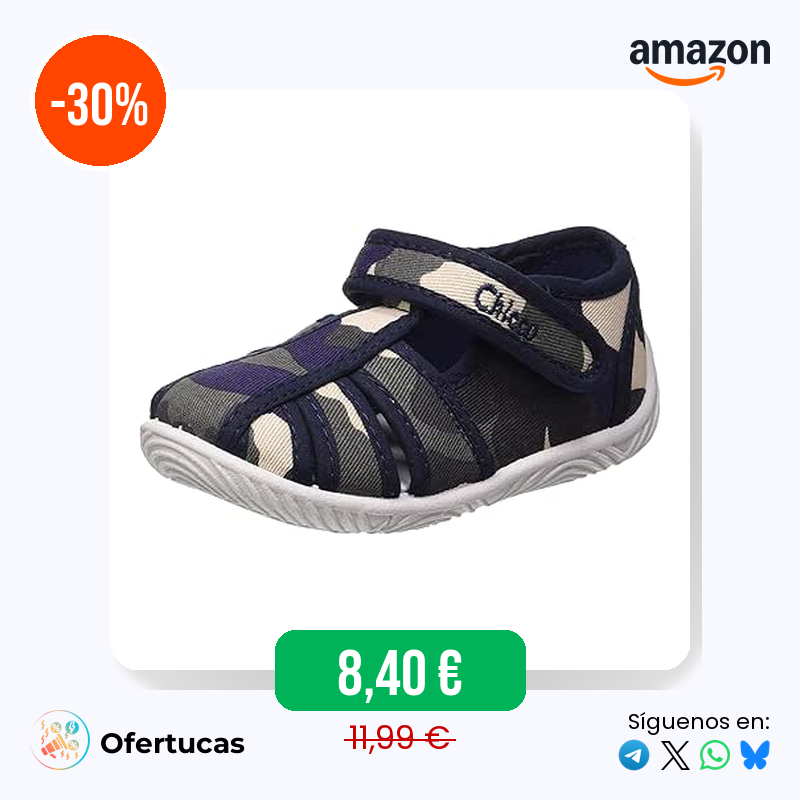 -30%
amazon
Chicco
8,40 €
11,99 €
Ofertucas
Síguenos en: